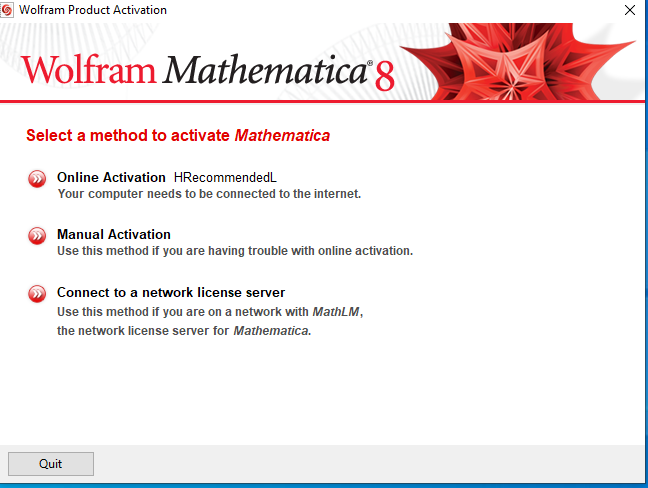 Wolfram Product Activation
Wolfram Mathematica® 8
Select a method to activate Mathematica
Online Activation HRecommendedL
Your computer needs to be connected to the internet.
Manual Activation
Use this method if you are having trouble with online activation.
Connect to a network license server
Use this method if you are on a network with MathLM,
the network license server for Mathematica.
Quit